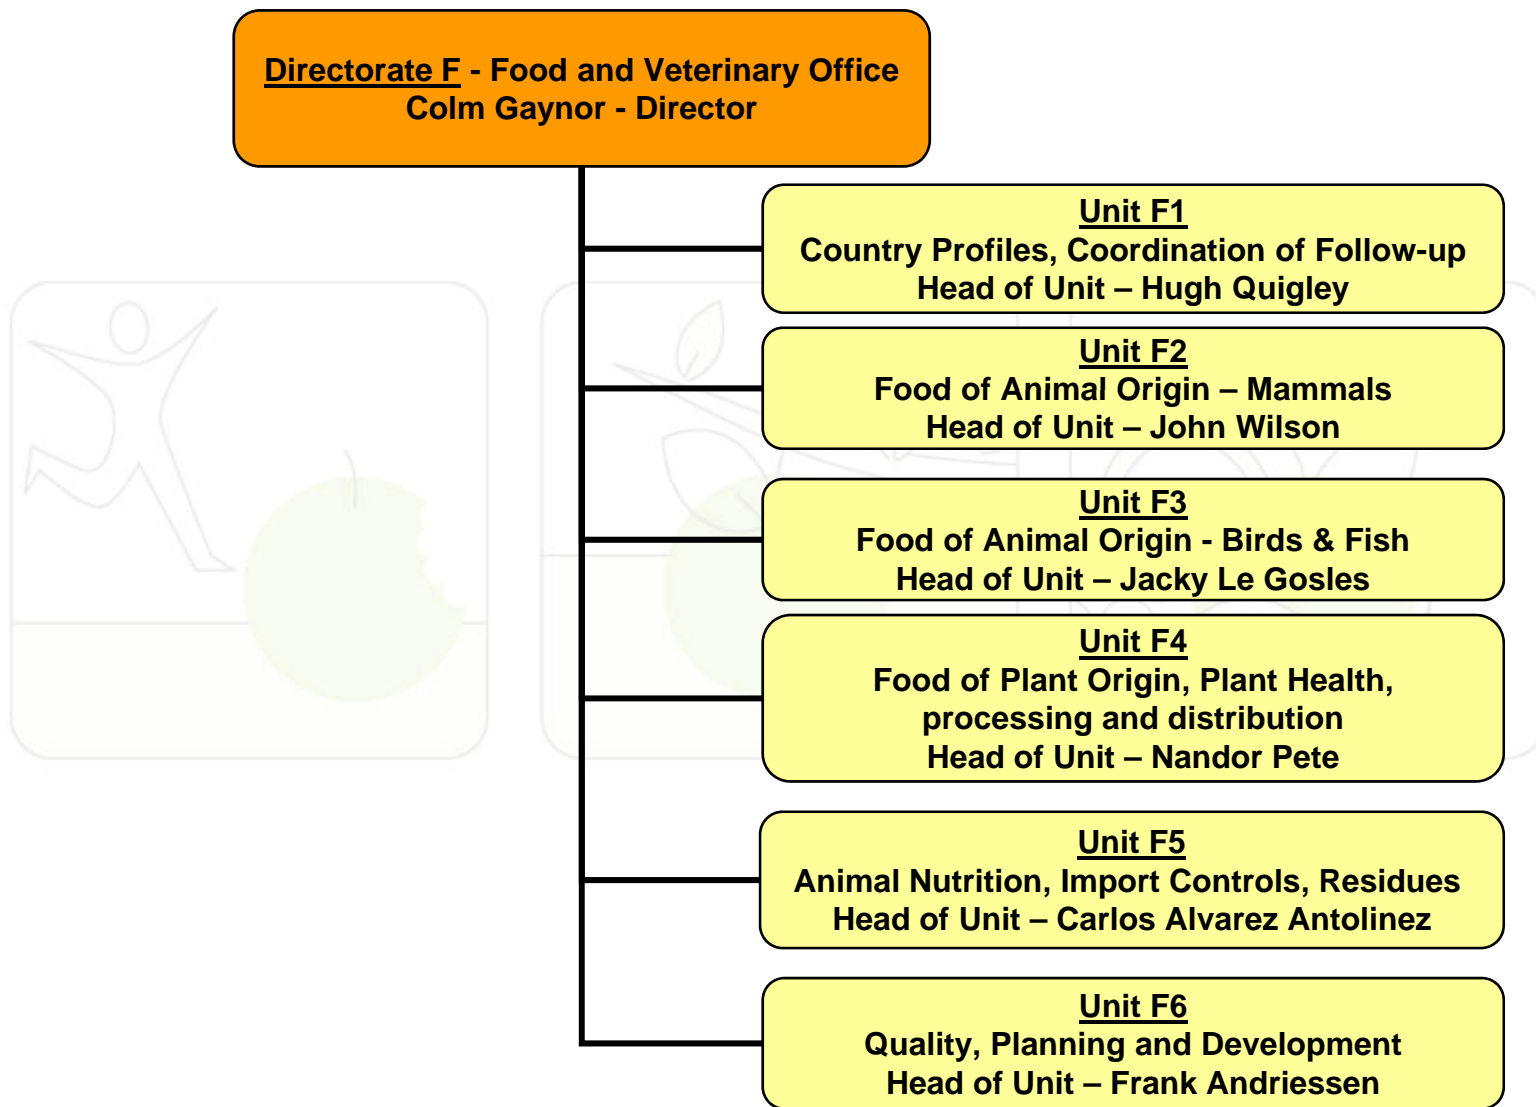 Directorate F - Food and Veterinary Office
Colm Gaynor - Director
Unit F1
Country Profiles, Coordination of Follow-up
Head of Unit – Hugh Quigley
Unit F2
Food of Animal Origin – Mammals
Head of Unit – John Wilson
Unit F3
Food of Animal Origin - Birds & Fish
Head of Unit – Jacky Le Gosles
Unit F4
Food of Plant Origin, Plant Health,
processing and distribution
Head of Unit – Nandor Pete
Unit F5
Animal Nutrition, Import Controls, Residues
Head of Unit – Carlos Alvarez Antolinez
Unit F6
Quality, Planning and Development
Head of Unit – Frank Andriessen